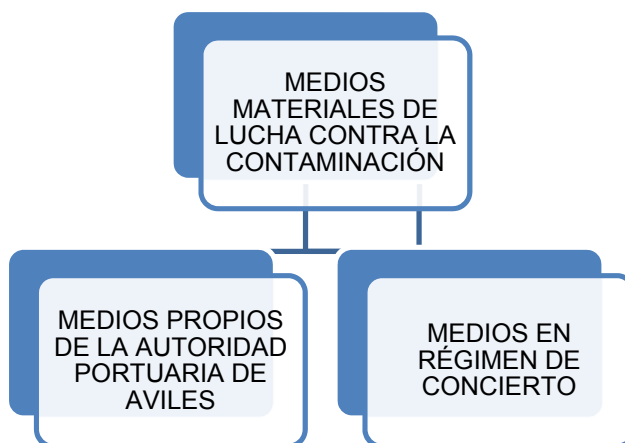 MEDIOS
MATERIALES DE
LUCHA CONTRA LA
CONTAMINACIÓN
MEDIOS PROPIOS
DE LA AUTORIDAD
PORTUARIA DE
AVILES
MEDIOS EN
RÉGIMEN DE
CONCIERTO